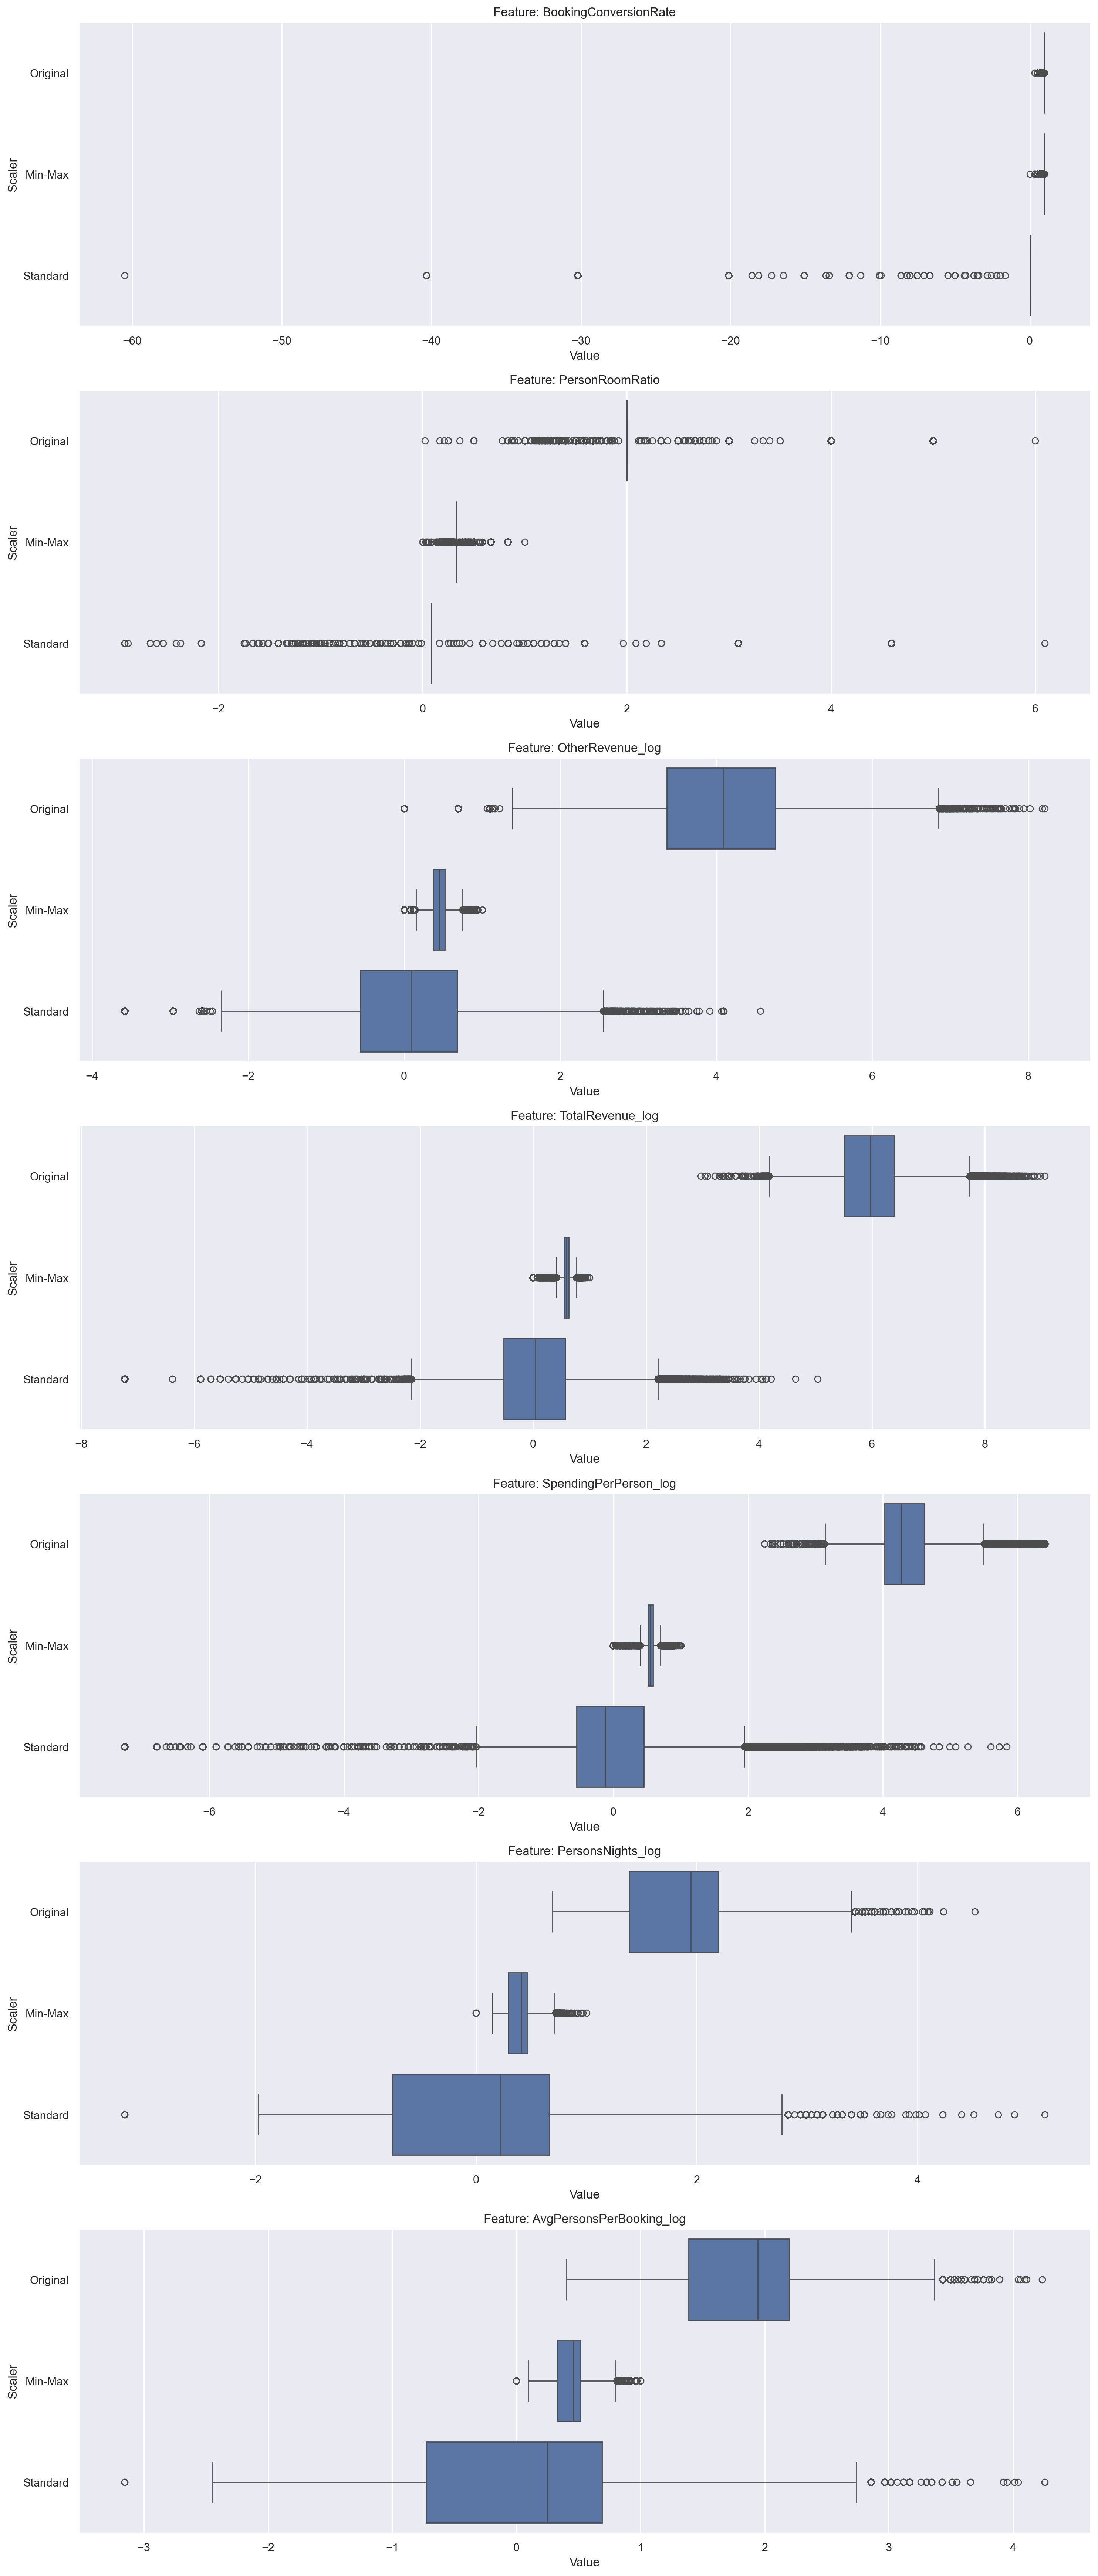 Feature: BookingConversionRate
Scaler
Original
Min-Max
Standard
−60 −50 −40 −30 −20 −10 0
Value
Feature: PersonRoomRatio
Scaler
Original
Min-Max
Standard
−2 0 2 4 6
Value
Feature: OtherRevenue_log
Scaler
Original
Min-Max
Standard
−4 −2 0 2 4 6 8
Value
Feature: TotalRevenue_log
Scaler
Original
Min-Max
Standard
−8 −6 −4 −2 0 2 4 6 8
Value
Feature: SpendingPerPerson_log
Scaler
Original
Min-Max
Standard
−6 −4 −2 0 2 4 6
Value
Feature: PersonsNights_log
Scaler
Original
Min-Max
Standard
−2 0 2 4
Value
Feature: AvgPersonsPerBooking_log
Scaler
Original
Min-Max
Standard
−3 −2 −1 0 1 2 3 4
Value